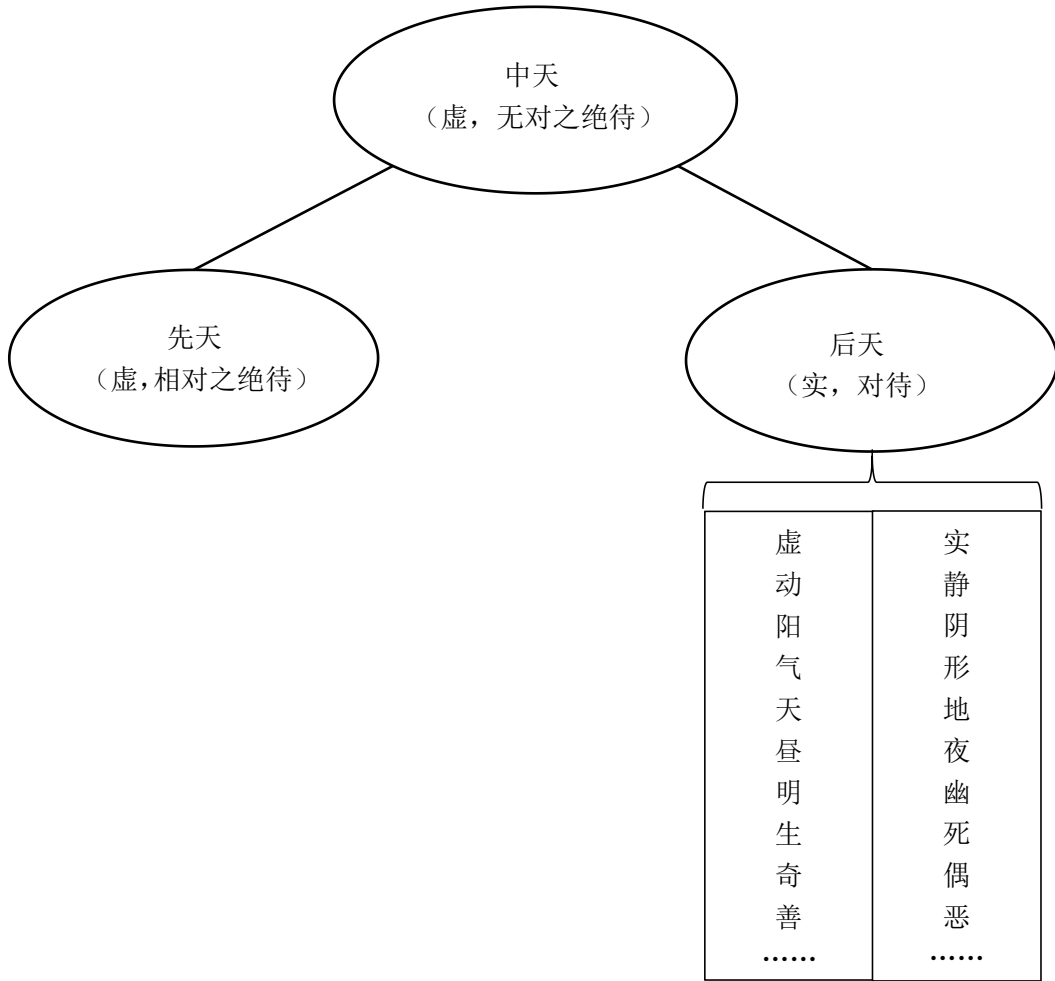 中天
（虚，无对之绝待）
先天
（虚，相对之绝待）
后天
（实，对待）
虚 实
动 静
阳 阴
气 形
天 地
昼 夜
明 幽
生 死
奇 偶
善 恶
…… ……